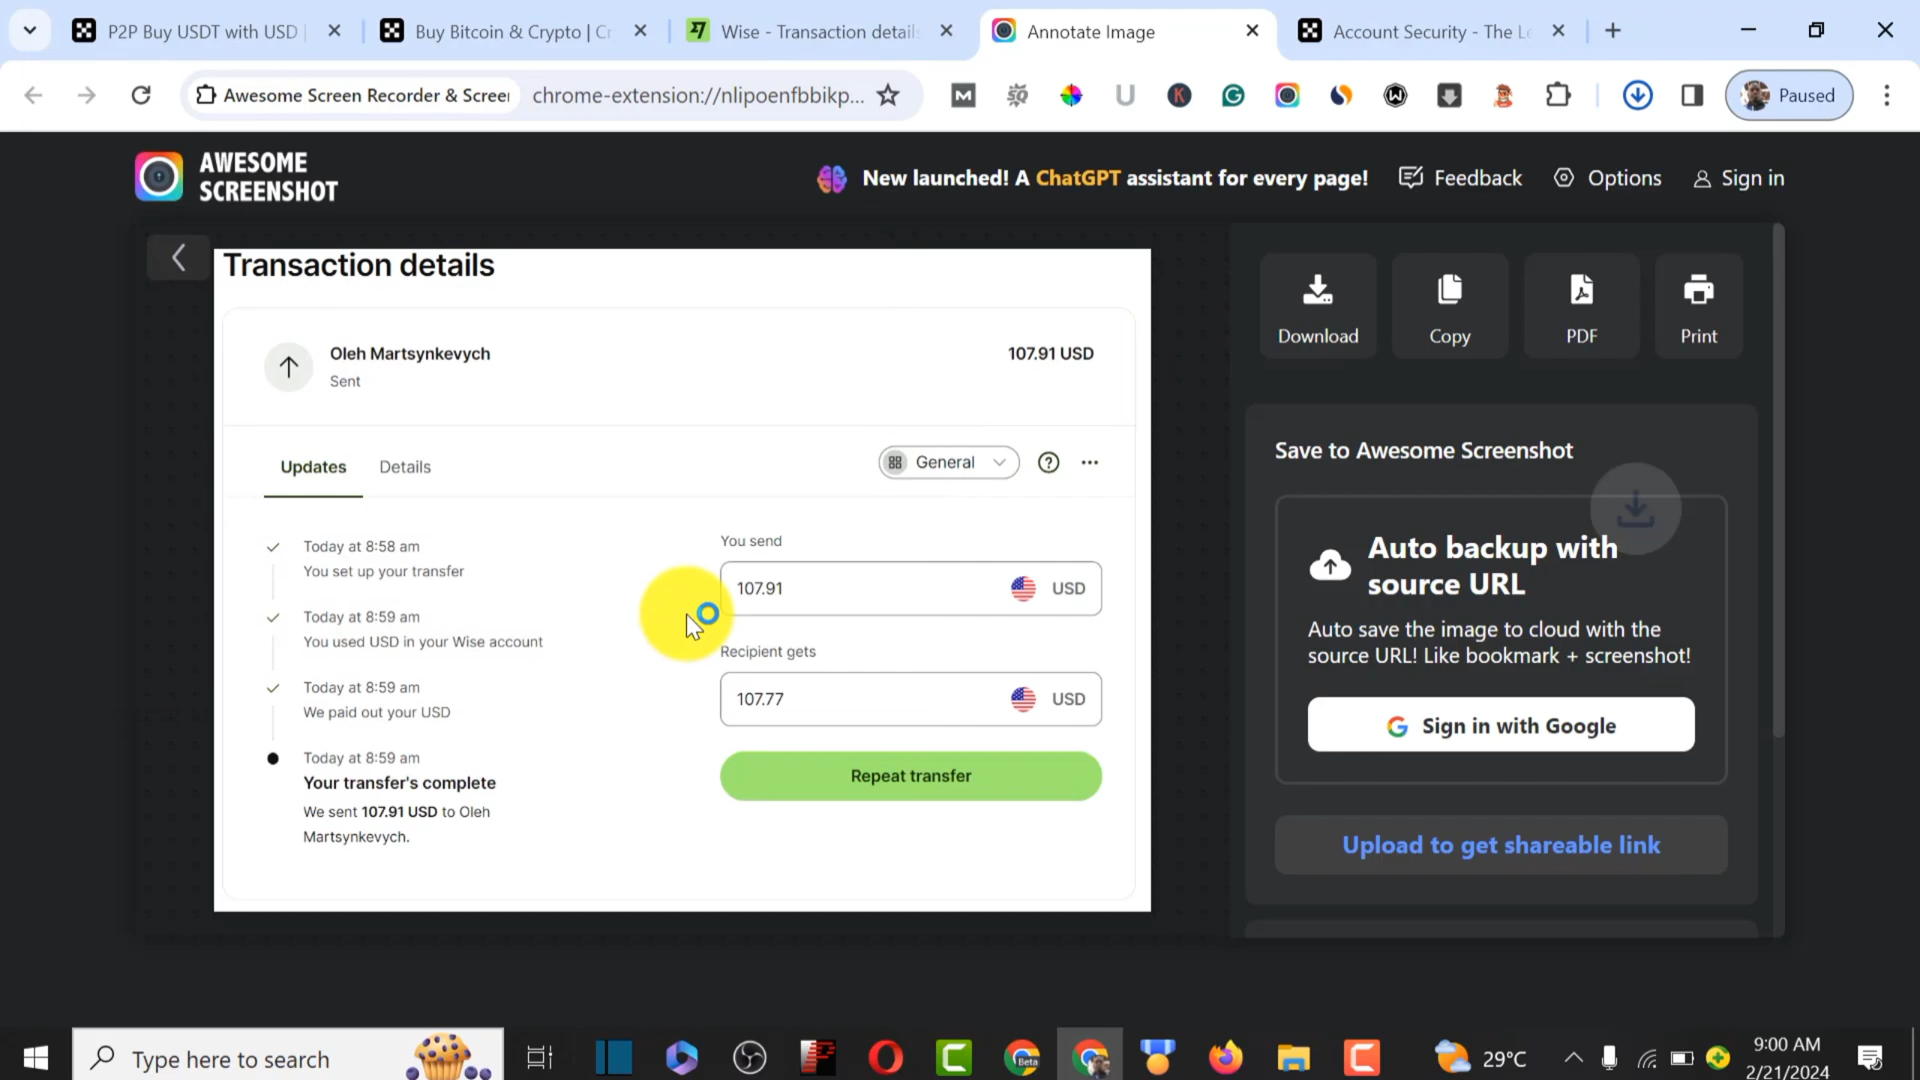 P2P Buy USDT with USD
Buy Bitcoin & Crypto | Cr
Wise - Transaction details
Annotate Image
Account Security - The Le
Awesome Screen Recorder & Screen
chrome-extension://nlipoenfbbikp...
Paused
AWESOME
SCREENSHOT
New launched! A ChatGPT assistant for every page!
Feedback
Options
Sign in
Transaction details
Oleh Martsynkevych
107.91 USD
Sent
Updates
Details
General
Today at 8:58 am
You set up your transfer
Today at 8:59 am
You used USD in your Wise account
Today at 8:59 am
We paid out your USD
Today at 8:59 am
Your transfer's complete
We sent 107.91 USD to Oleh
Martsynkevych.
You send
107.91
USD
Recipient gets
107.77
USD
Repeat transfer
Download
Copy
PDF
Print
Save to Awesome Screenshot
Auto backup with
source URL
Auto save the image to cloud with the
source URL! Like bookmark + screenshot!
Sign in with Google
Upload to get shareable link
Type here to search
Beta
29°C
9:00 AM
2/21/2024